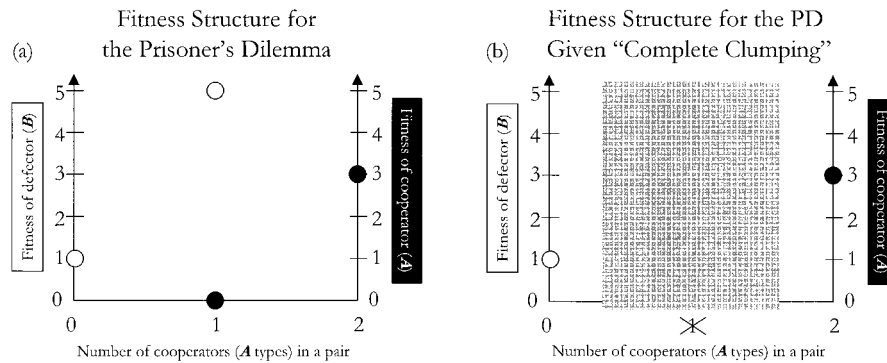 Fitness Structure for
the Prisoner's Dilemma
(a)
5
4
3
2
1
0
Fitness of defector (B)
5
4
3
2
1
0
Fitness of cooperator (A)
0
1
2
Number of cooperators (A types) in a pair
Fitness Structure for the PD
Given “Complete Clumping”
(b)
5
4
3
2
1
0
Fitness of defector (B)
5
4
3
2
1
0
Fitness of cooperator (A)
0
1
2
Number of cooperators (A types) in a pair